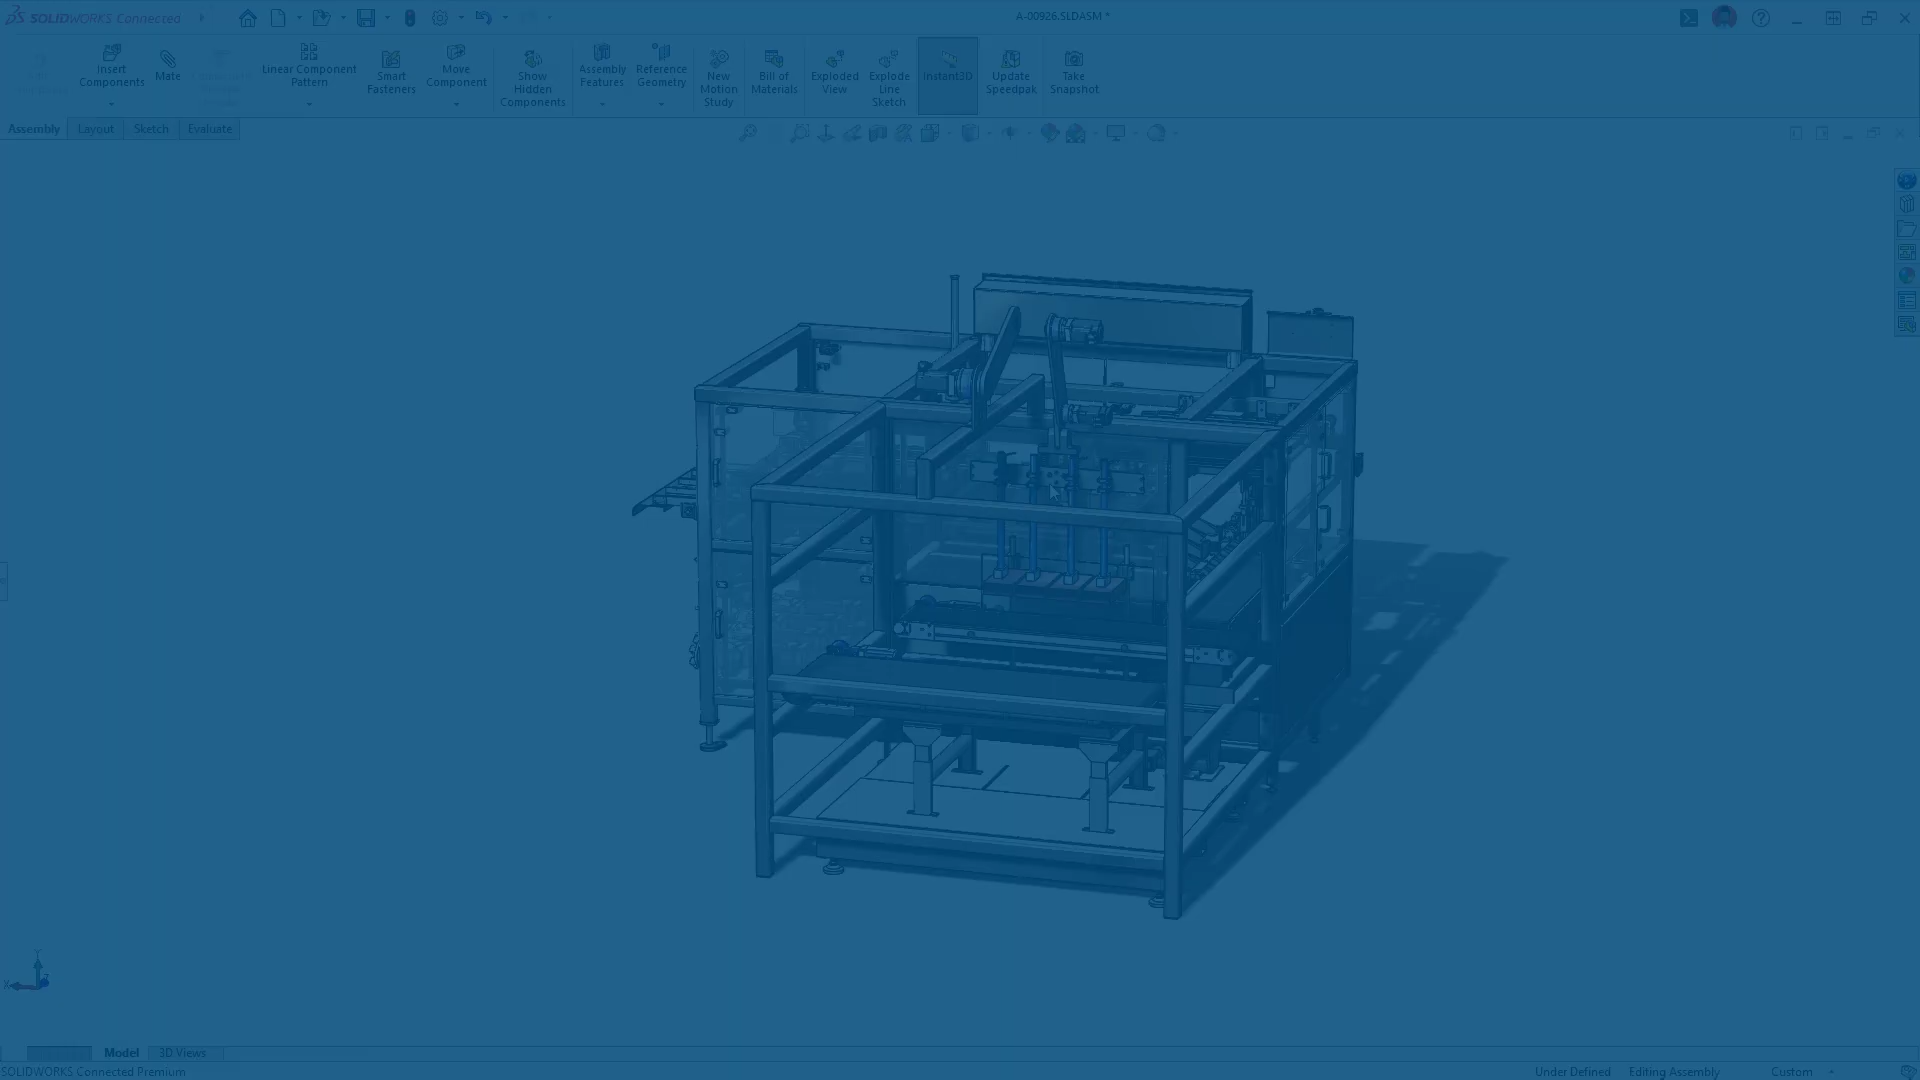 SOLIDWORKS Connected
A-00926.SLDASM *
Insert Components
Mate
Linear Component Pattern
Smart Fasteners
Move Component
Show Hidden Components
Assembly Features
Reference Geometry
New Motion Study
Bill of Materials
Exploded View
Explode Line Sketch
Instant3D
Update Speedpak
Take Snapshot
Assembly
Layout
Sketch
Evaluate
Y
X
Model
3D Views
SOLIDWORKS Connected Premium
Under Defined
Editing Assembly
Custom